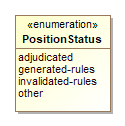 «enumeration»
PositionStatus
adjudicated
generated-rules
invalidated-rules
other